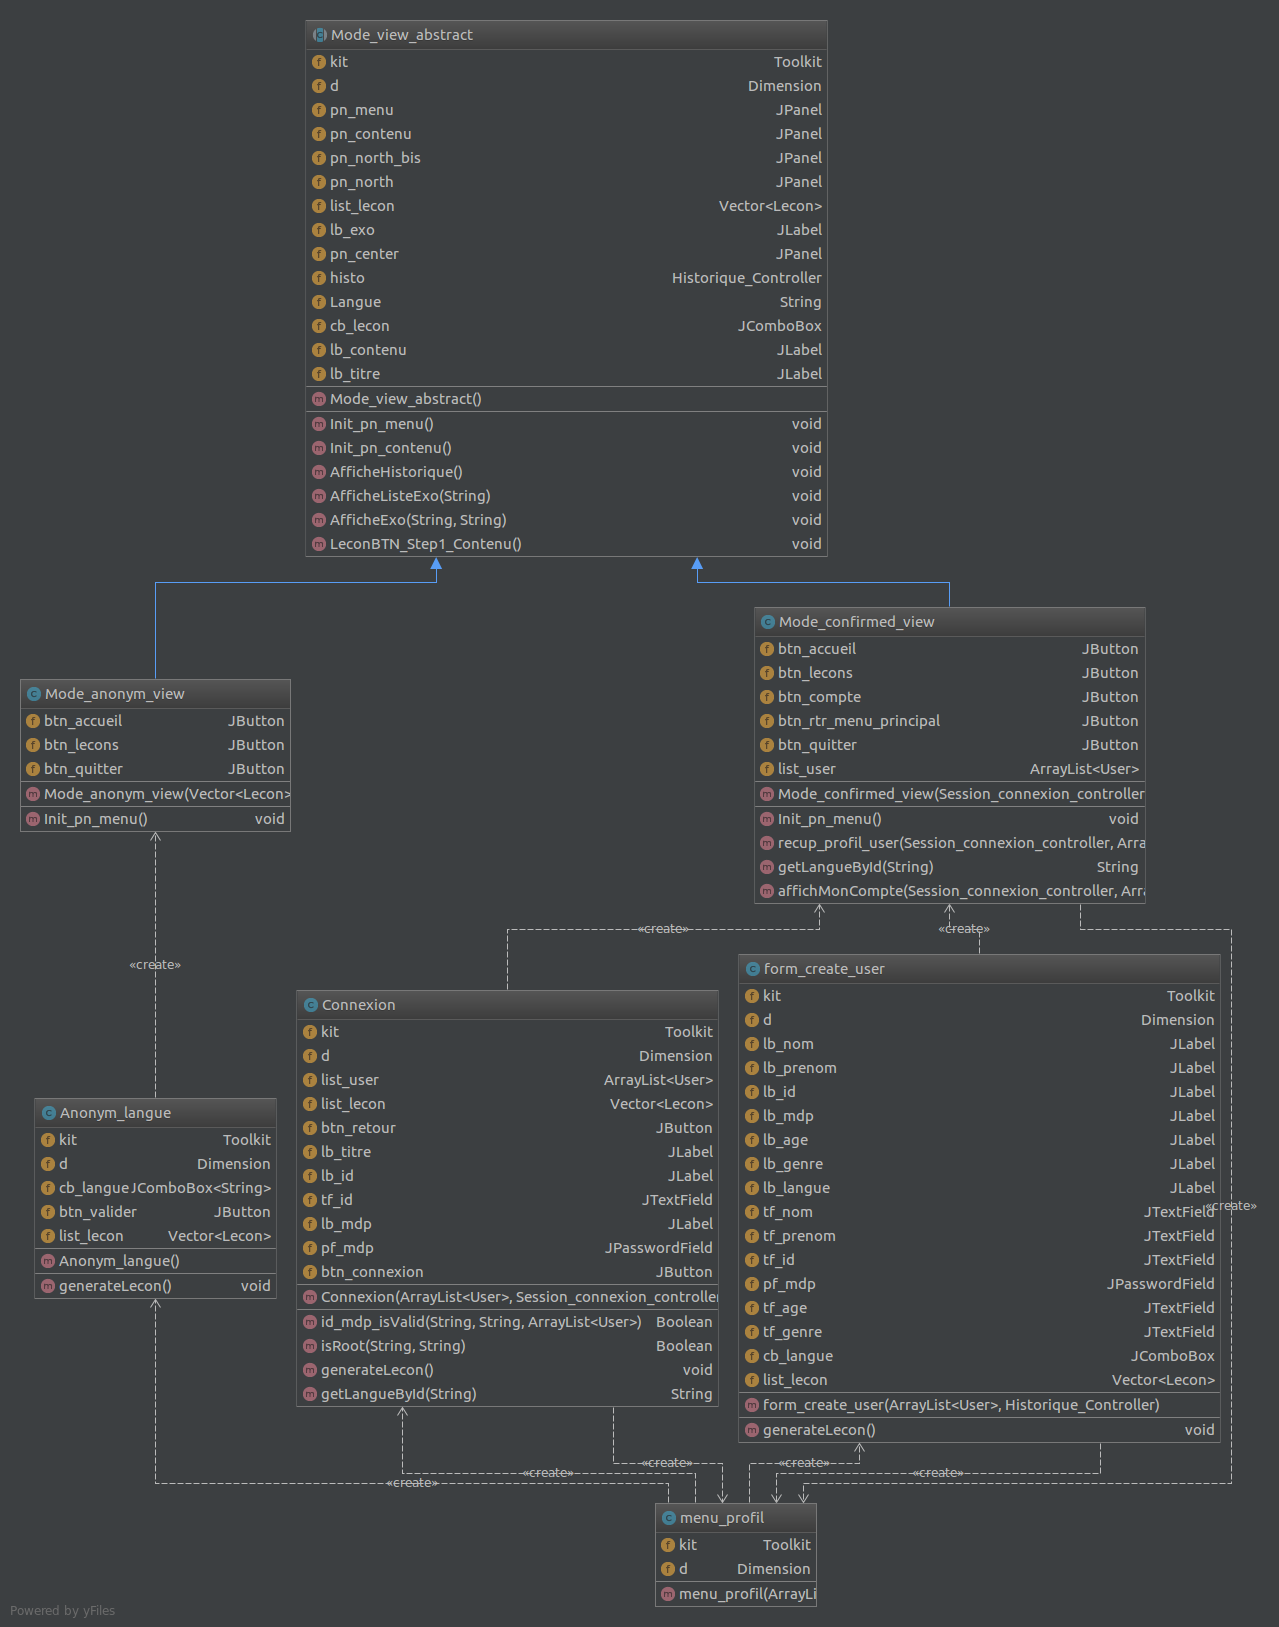 Mode_view_abstract
kit Toolkit
d Dimension
pn_menu JPanel
pn_contenu JPanel
pn_north_bis JPanel
pn_north JPanel
list_lecon Vector<Lecon>
lb_exo JLabel
pn_center JPanel
histo Historique_Controller
Langue String
cb_lecon JComboBox
lb_contenu JLabel
lb_titre JLabel
Mode_view_abstract()
Init_pn_menu() void
Init_pn_contenu() void
AfficheHistorique() void
AfficheListeExo(String) void
AfficheExo(String, String) void
LeconBTN_Step1_Contenu() void
Mode_confirmed_view
btn_accueil JButton
btn_lecons JButton
btn_compte JButton
btn_rtr_menu_principal JButton
btn_quitter JButton
list_user ArrayList<User>
Mode_confirmed_view(Session_connexion_controller
Init_pn_menu() void
recup_profil_user(Session_connexion_controller, Arra
getLangueById(String) String
affichMonCompte(Session_connexion_controller, Arra
Mode_anonym_view
btn_accueil JButton
btn_lecons JButton
btn_quitter JButton
Mode_anonym_view(Vector<Lecon>
Init_pn_menu() void
«create»
«create»
«create»
form_create_user
kit Toolkit
d Dimension
lb_nom JLabel
lb_prenom JLabel
lb_id JLabel
lb_mdp JLabel
lb_age JLabel
lb_genre JLabel
lb_langue JLabel
tf_nom JTextField
tf_prenom JTextField
tf_id JTextField
pf_mdp JPasswordField
tf_age JTextField
tf_genre JTextField
cb_langue JComboBox
list_lecon Vector<Lecon>
form_create_user(ArrayList<User>, Historique_Controller)
generateLecon() void
«create»
Connexion
kit Toolkit
d Dimension
list_user ArrayList<User>
list_lecon Vector<Lecon>
btn_retour JButton
lb_titre JLabel
lb_id JLabel
tf_id JTextField
lb_mdp JLabel
pf_mdp JPasswordField
btn_connexion JButton
Connexion(ArrayList<User>, Session_connexion_controller
id_mdp_isValid(String, String, ArrayList<User>) Boolean
isRoot(String, String) Boolean
generateLecon() void
getLangueById(String) String
Anonym_langue
kit Toolkit
d Dimension
cb_langue JComboBox<String>
btn_valider JButton
list_lecon Vector<Lecon>
Anonym_langue()
generateLecon() void
«create»
«create»
«create»
«create»
«create»
menu_profil
kit Toolkit
d Dimension
menu_profil(ArrayLi
Powered by yFiles